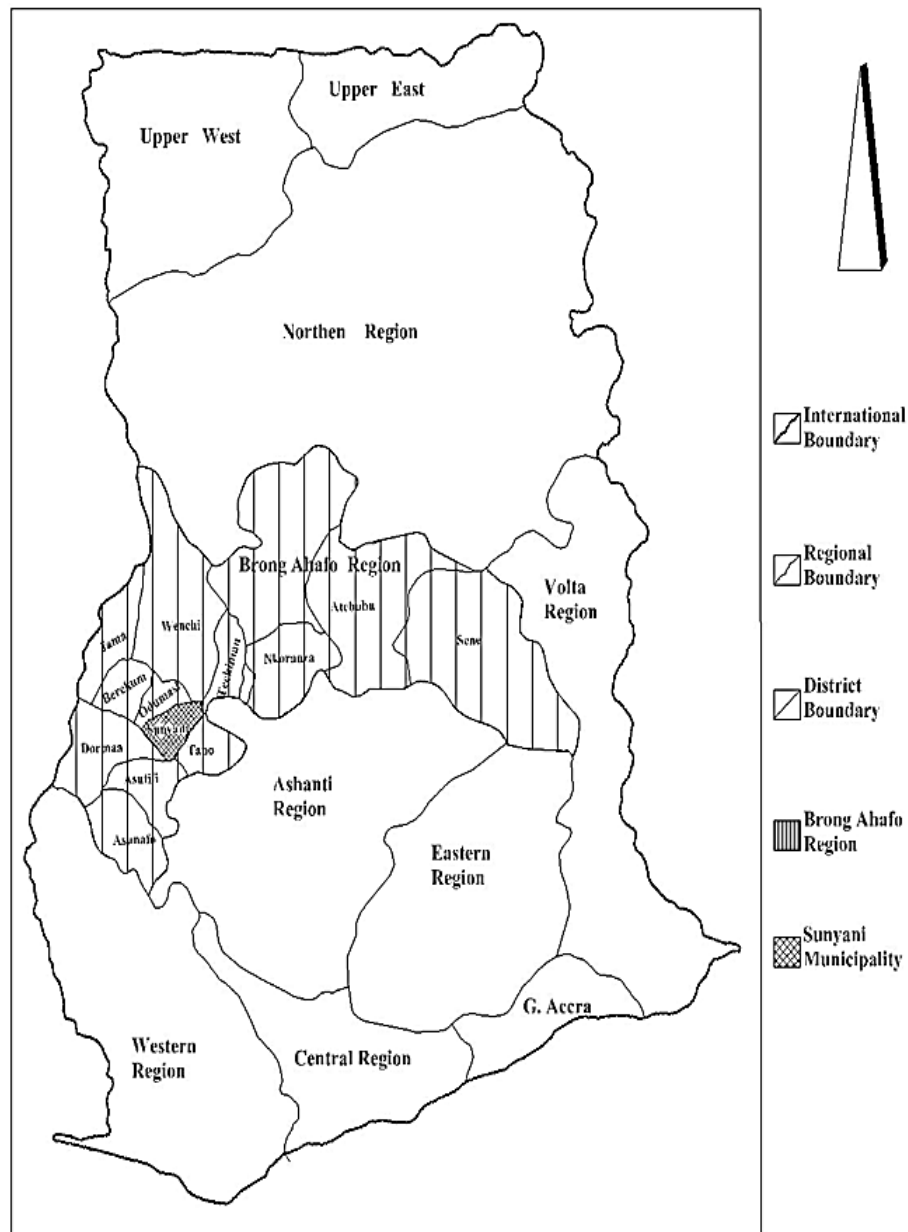 Upper East
Upper West
Northen Region
Brong Ahafo Region
Atebubu
Volta
Region
Wenchi
Sene
Jama
Techiman
Nkoranza
Berekum
Odumasi
Sunyani
Dormaa
Tano
Asutifi
Ashanti
Region
Asunafo
Eastern
Region
G. Accra
Western
Region
Central Region
International
Boundary
Regional
Boundary
District
Boundary
Brong Ahafo
Region
Sunyani
Municipality